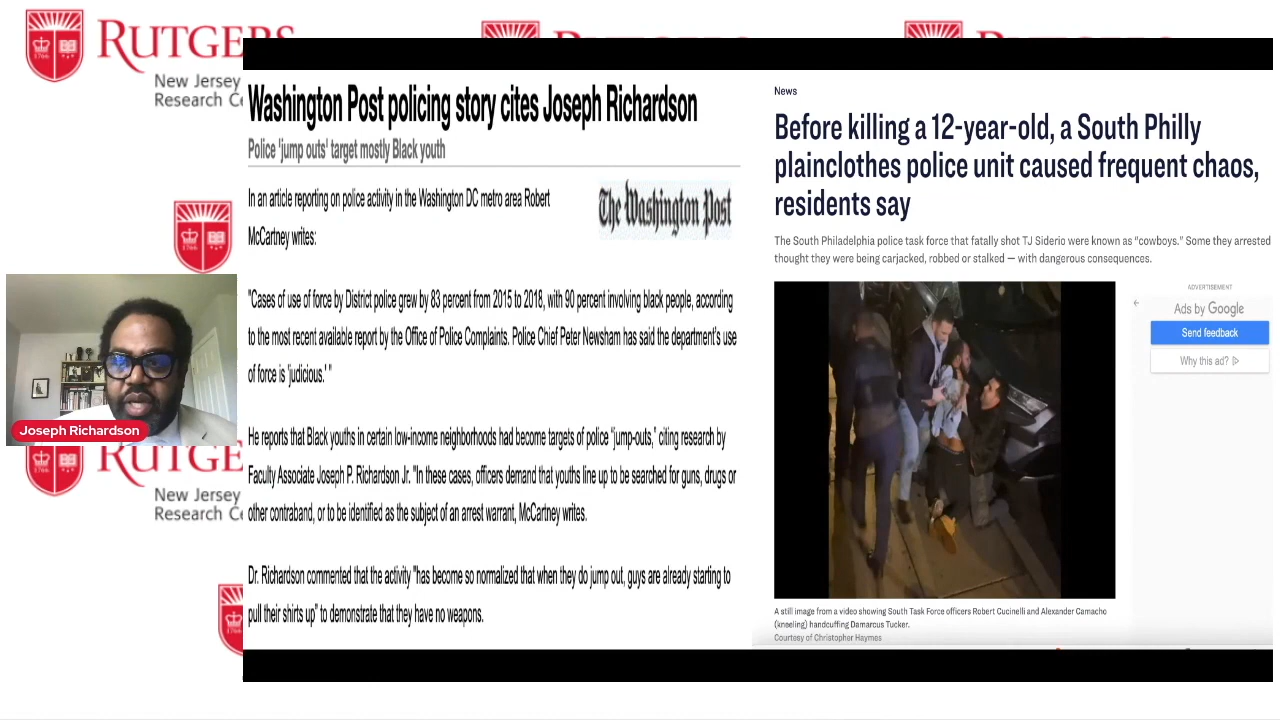 RUTGERS
New Jersey
Research Ce
Washington Post policing story cites Joseph Richardson
Police 'jump outs' target mostly Black youth
In an article reporting on police activity in the Washington DC metro area Robert
McCartney writes:
The Washington Post
"Cases of use of force by District police grew by 83 percent from 2015 to 2018, with 90 percent involving black people, according
to the most recent available report by the Office of Police Complaints. Police Chief Peter Newsham has said the department's use
of force is 'judicious.' "
He reports that Black youths in certain low-income neighborhoods had become targets of police 'jump-outs,' citing research by
Faculty Associate Joseph P. Richardson Jr. "In these cases, officers demand that youths line up to be searched for guns, drugs or
other contraband, or to be identified as the subject of an arrest warrant, McCartney writes.
Dr. Richardson commented that the activity "has become so normalized that when they do jump out, guys are already starting to
pull their shirts up" to demonstrate that they have no weapons.
News
Before killing a 12-year-old, a South Philly
plainclothes police unit caused frequent chaos,
residents say
The South Philadelphia police task force that fatally shot TJ Siderio were known as "cowboys." Some they arrested
thought they were being carjacked, robbed or stalked — with dangerous consequences.
ADVERTISEMENT
Ads by Google
Send feedback
Why this ad?
A still image from a video showing South Task Force officers Robert Cucinelli and Alexander Camacho
(kneeling) handcuffing Damarcus Tucker.
Courtesy of Christopher Haymes
Joseph Richardson
RUTGE
New Jersey
Research Ce